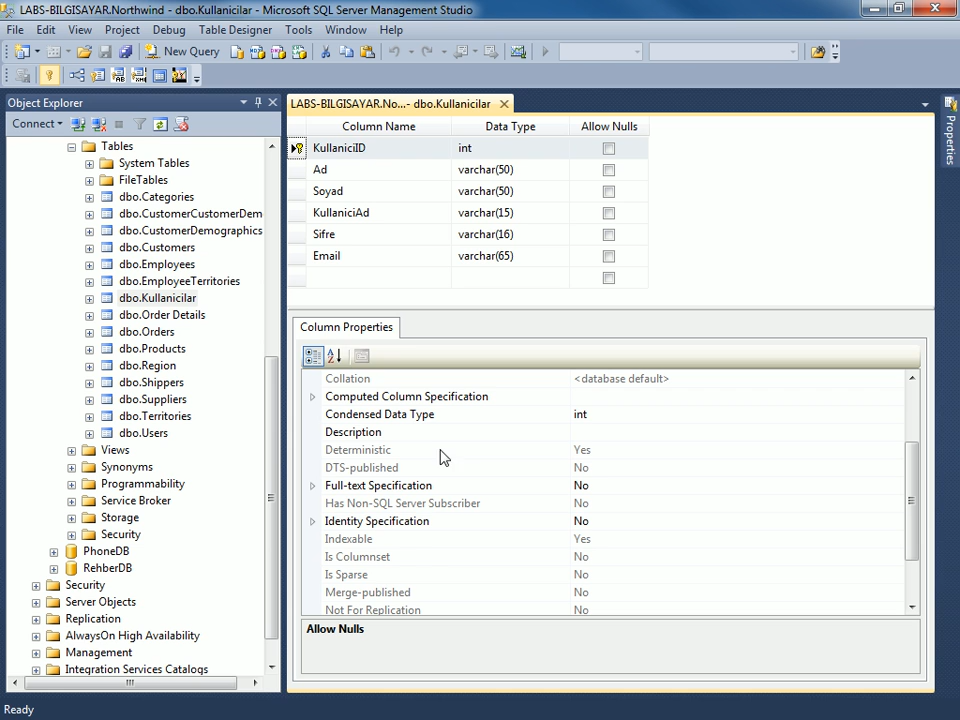 LABS-BILGISAYAR.Northwind - dbo.Kullanicilar - Microsoft SQL Server Management Studio
File Edit View Project Debug Table Designer Tools Window Help
New Query
Object Explorer
Connect
Tables
System Tables
FileTables
dbo.Categories
dbo.CustomerCustomerDem
dbo.CustomerDemographics
dbo.Customers
dbo.Employees
dbo.EmployeeTerritories
dbo.Kullanicilar
dbo.Order Details
dbo.Orders
dbo.Products
dbo.Region
dbo.Shippers
dbo.Suppliers
dbo.Territories
dbo.Users
Views
Synonyms
Programmability
Service Broker
Storage
Security
PhoneDB
RehberDB
Security
Server Objects
Replication
AlwaysOn High Availability
Management
Integration Services Catalogs
LABS-BILGISAYAR.No...- dbo.Kullanicilar
Column Name Data Type Allow Nulls
KullaniciID int
Ad varchar(50)
Soyad varchar(50)
KullaniciAd varchar(15)
Sifre varchar(16)
Email varchar(65)
Column Properties
Collation <database default>
Computed Column Specification
Condensed Data Type int
Description
Deterministic Yes
DTS-published No
Full-text Specification No
Has Non-SQL Server Subscriber No
Identity Specification No
Indexable Yes
Is Columnset No
Is Sparse No
Merge-published No
Not For Replication No
Allow Nulls
Properties
Ready